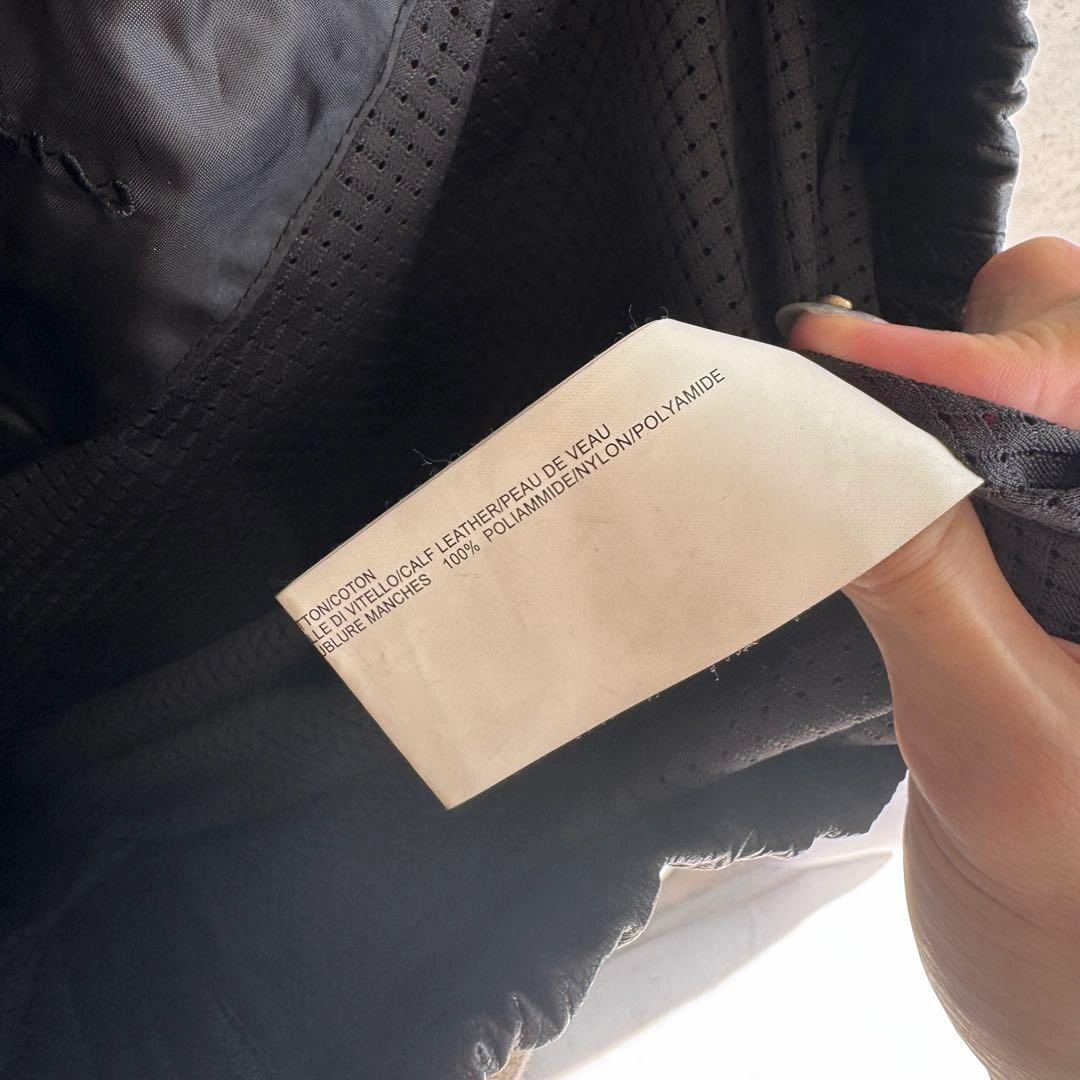 TTON/COTON
LLE DI VITELLO/CALF LEATHER/PEAU DE VEAU
UBLURE MANCHES 100% POLIAMMIDE/NYLON/POLYAMIDE